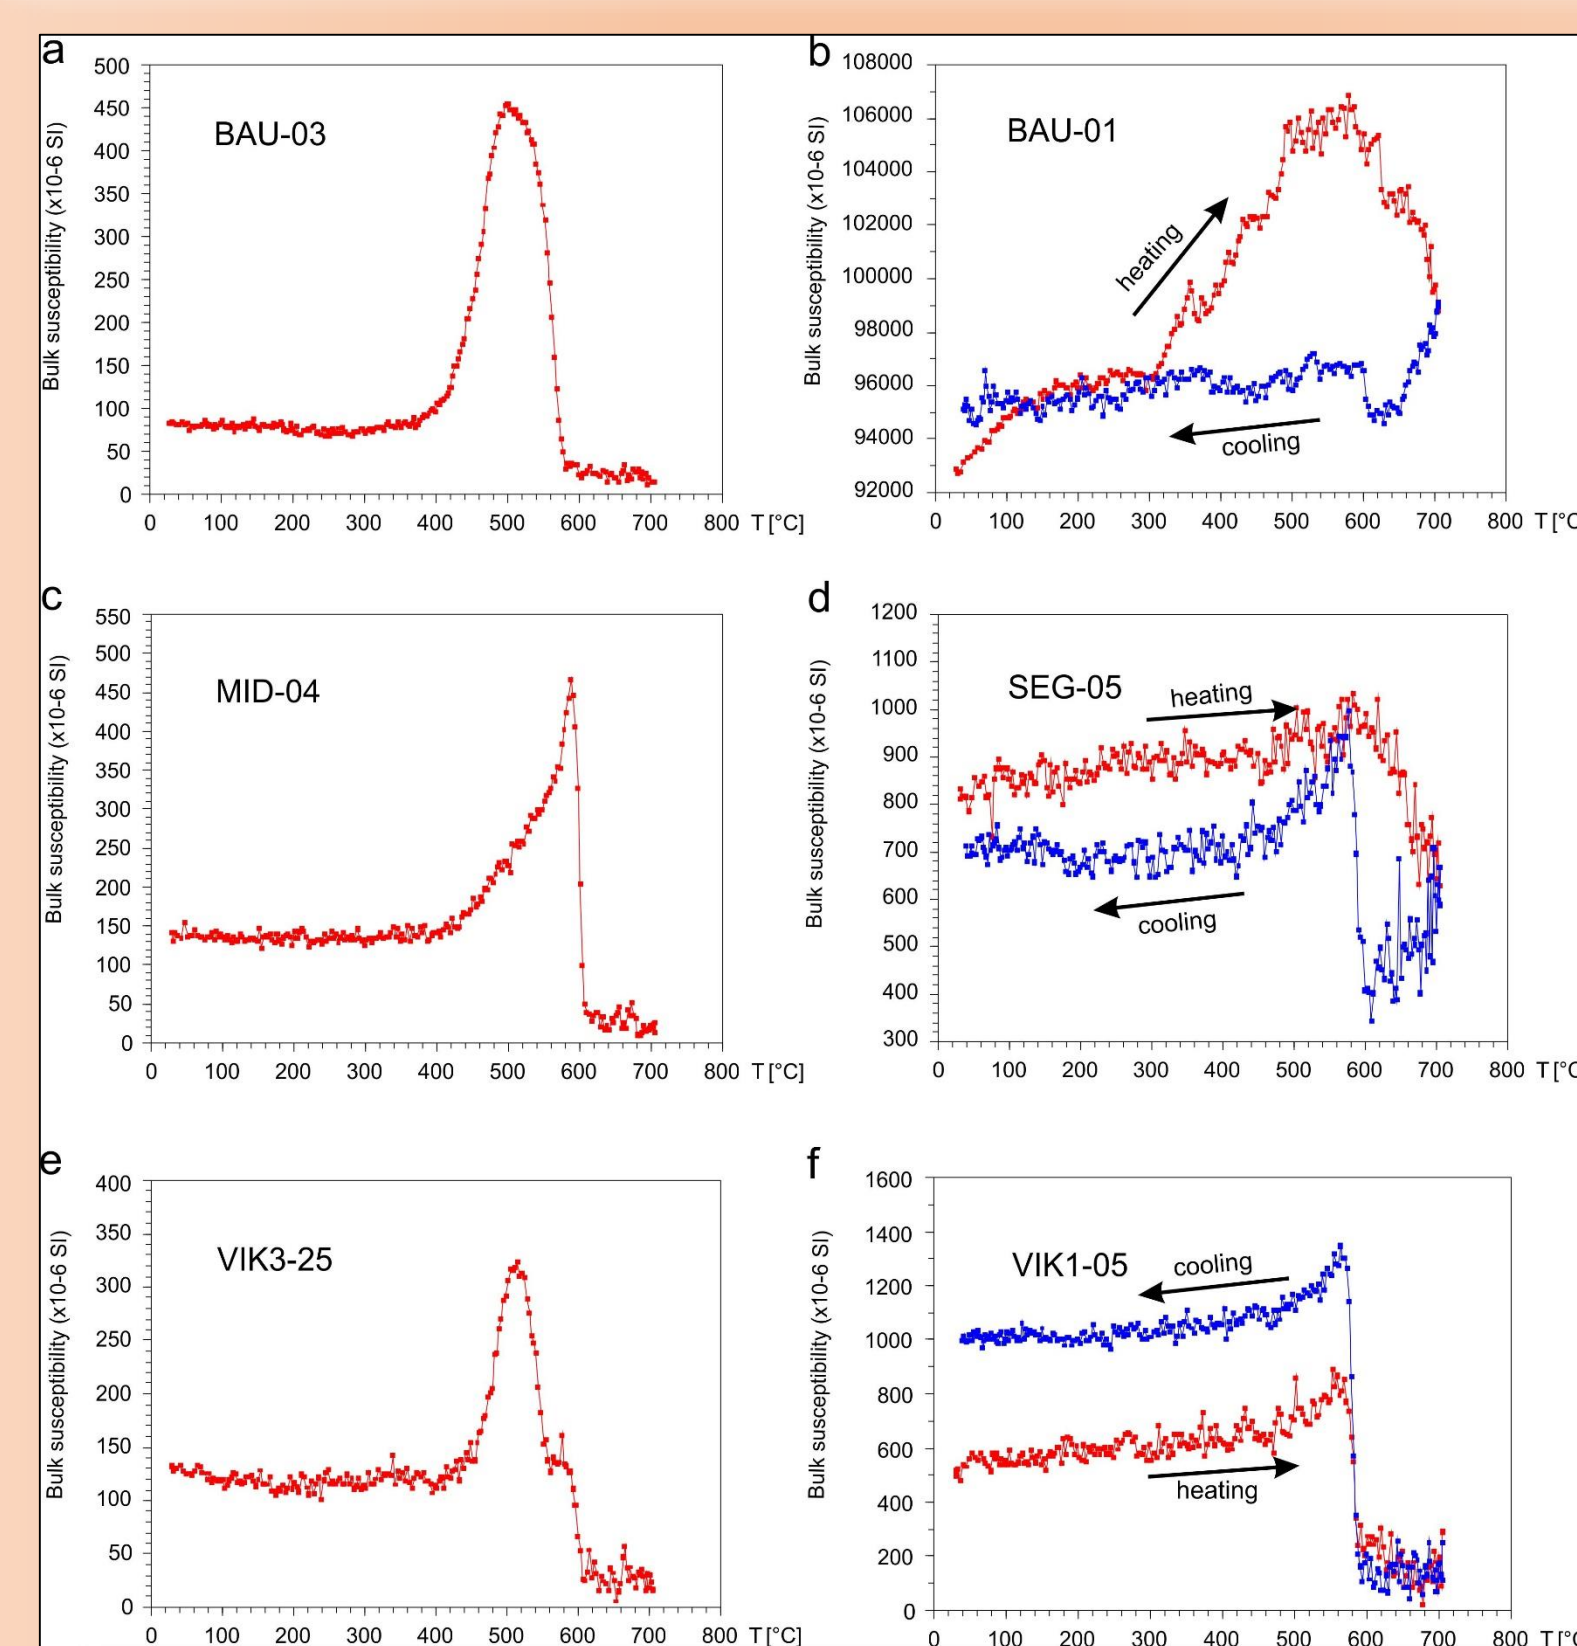 a
500
450
400
350
300
250
200
150
100
50
0
Bulk susceptibility (x10-6 SI)
BAU-03
0 100 200 300 400 500 600 700 800 T [°C]
b
108000
106000
104000
102000
100000
98000
96000
94000
92000
Bulk susceptibility (x10-6 SI)
BAU-01
heating
cooling
0 100 200 300 400 500 600 700 800 T [°C
c
550
500
450
400
350
300
250
200
150
100
50
0
Bulk susceptibility (x10-6 SI)
MID-04
0 100 200 300 400 500 600 700 800 T [°C]
d
1200
1100
1000
900
800
700
600
500
400
300
Bulk susceptibility (x10-6 SI)
SEG-05
heating
cooling
0 100 200 300 400 500 600 700 800 T [°C
e
400
350
300
250
200
150
100
50
0
Bulk susceptibility (x10-6 SI)
VIK3-25
0 100 200 300 400 500 600 700 800 T [°C]
f
1600
1400
1200
1000
800
600
400
200
0
Bulk susceptibility (x10-6 SI)
VIK1-05
cooling
heating
0 100 200 300 400 500 600 700 800 T [°C